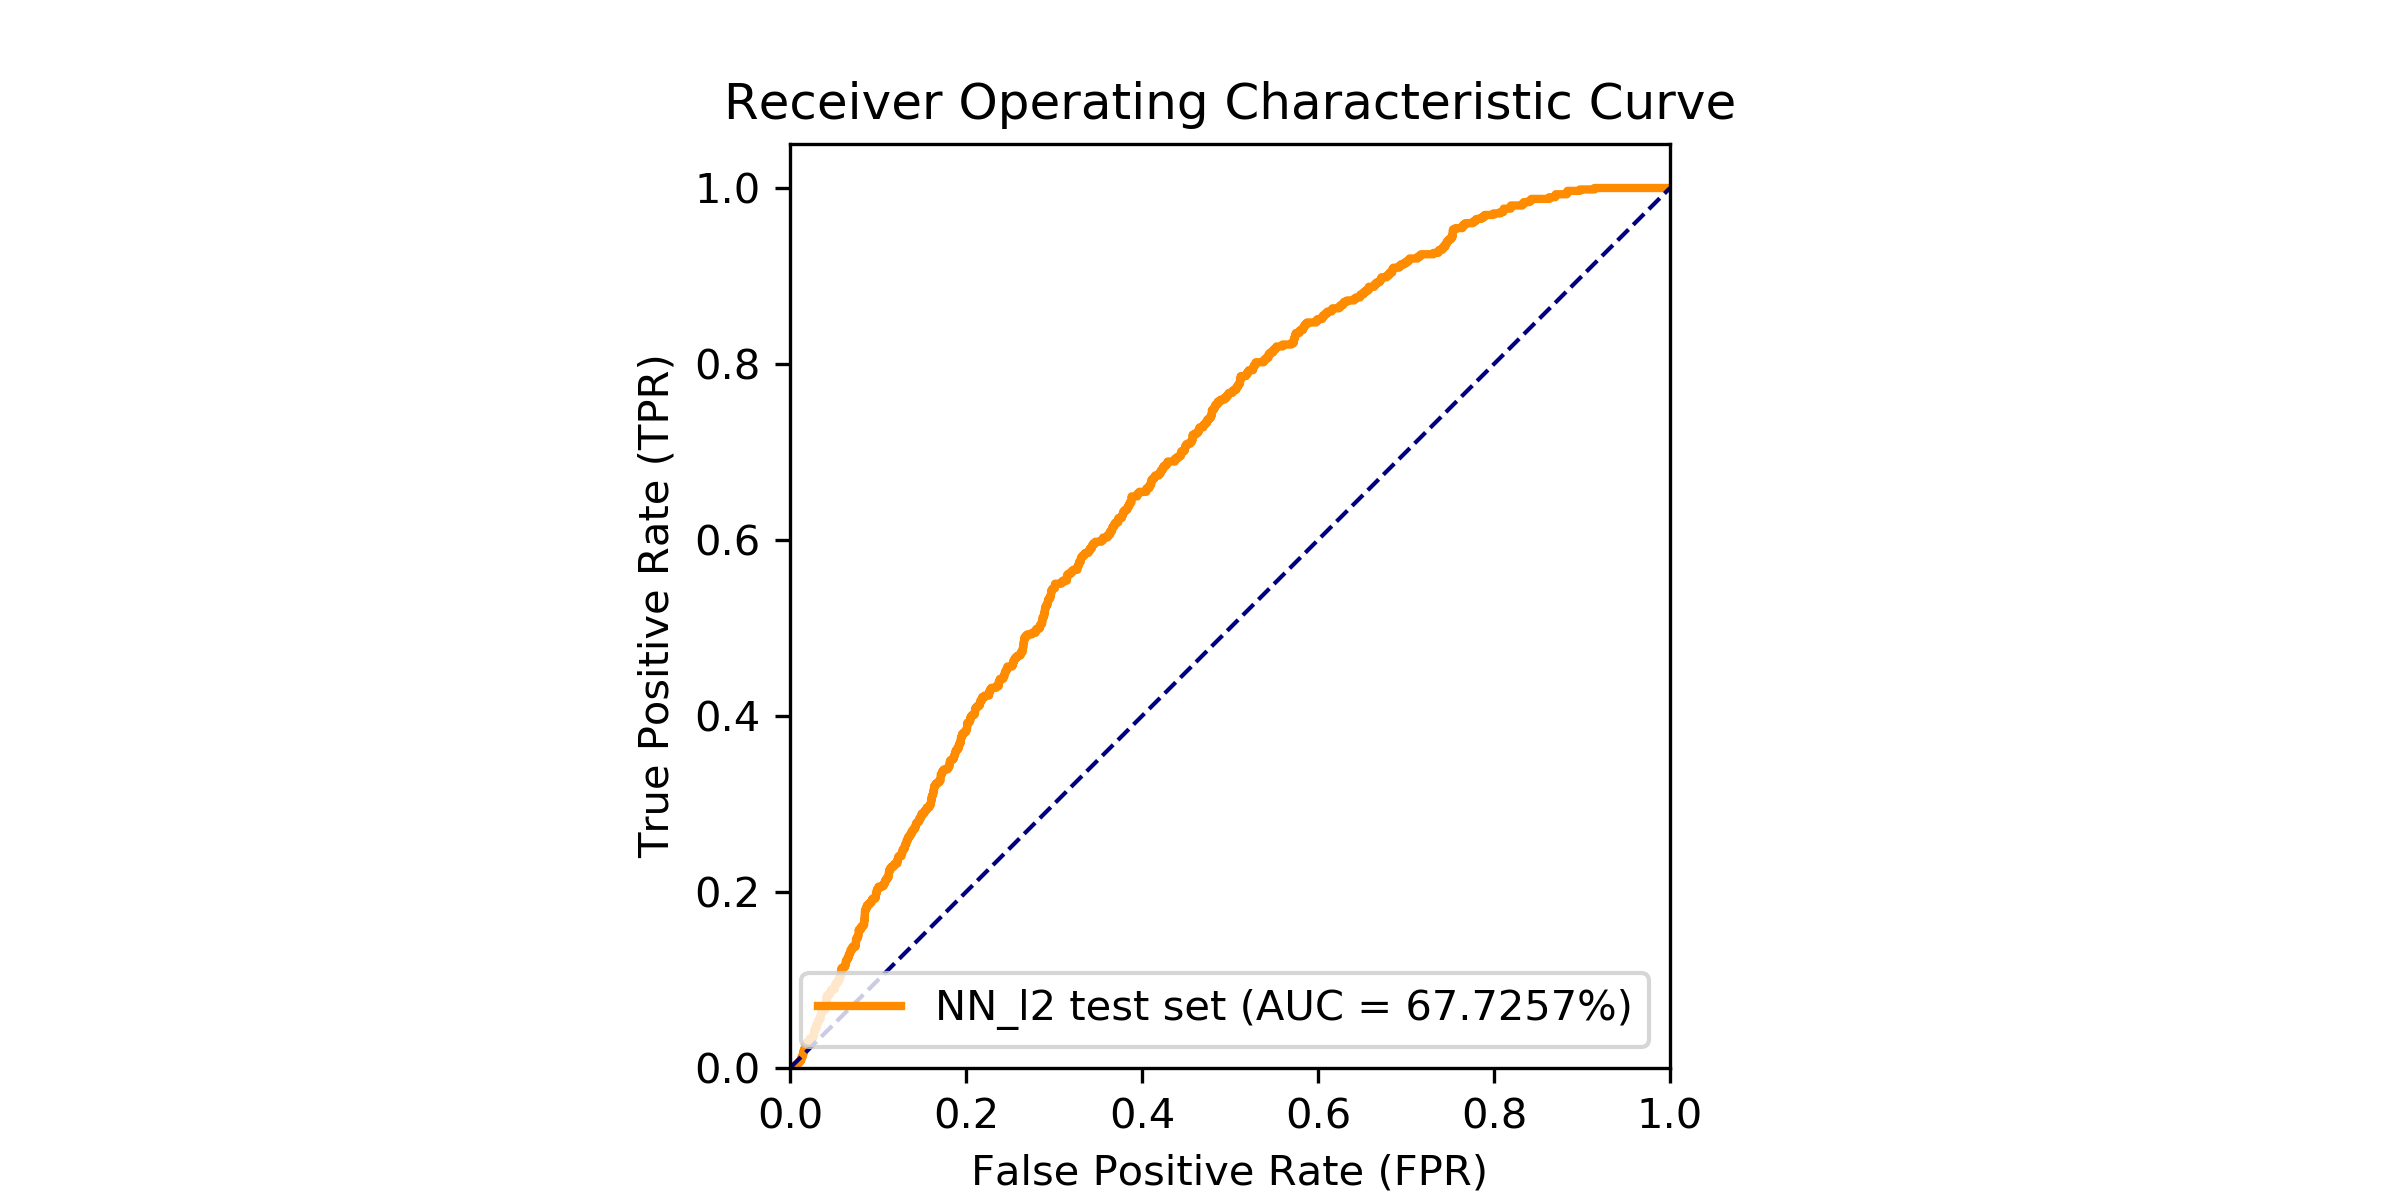 Receiver Operating Characteristic Curve
True Positive Rate (TPR)
1.0
0.8
0.6
0.4
0.2
0.0
NN_l2 test set (AUC = 67.7257%)
0.0 0.2 0.4 0.6 0.8 1.0
False Positive Rate (FPR)